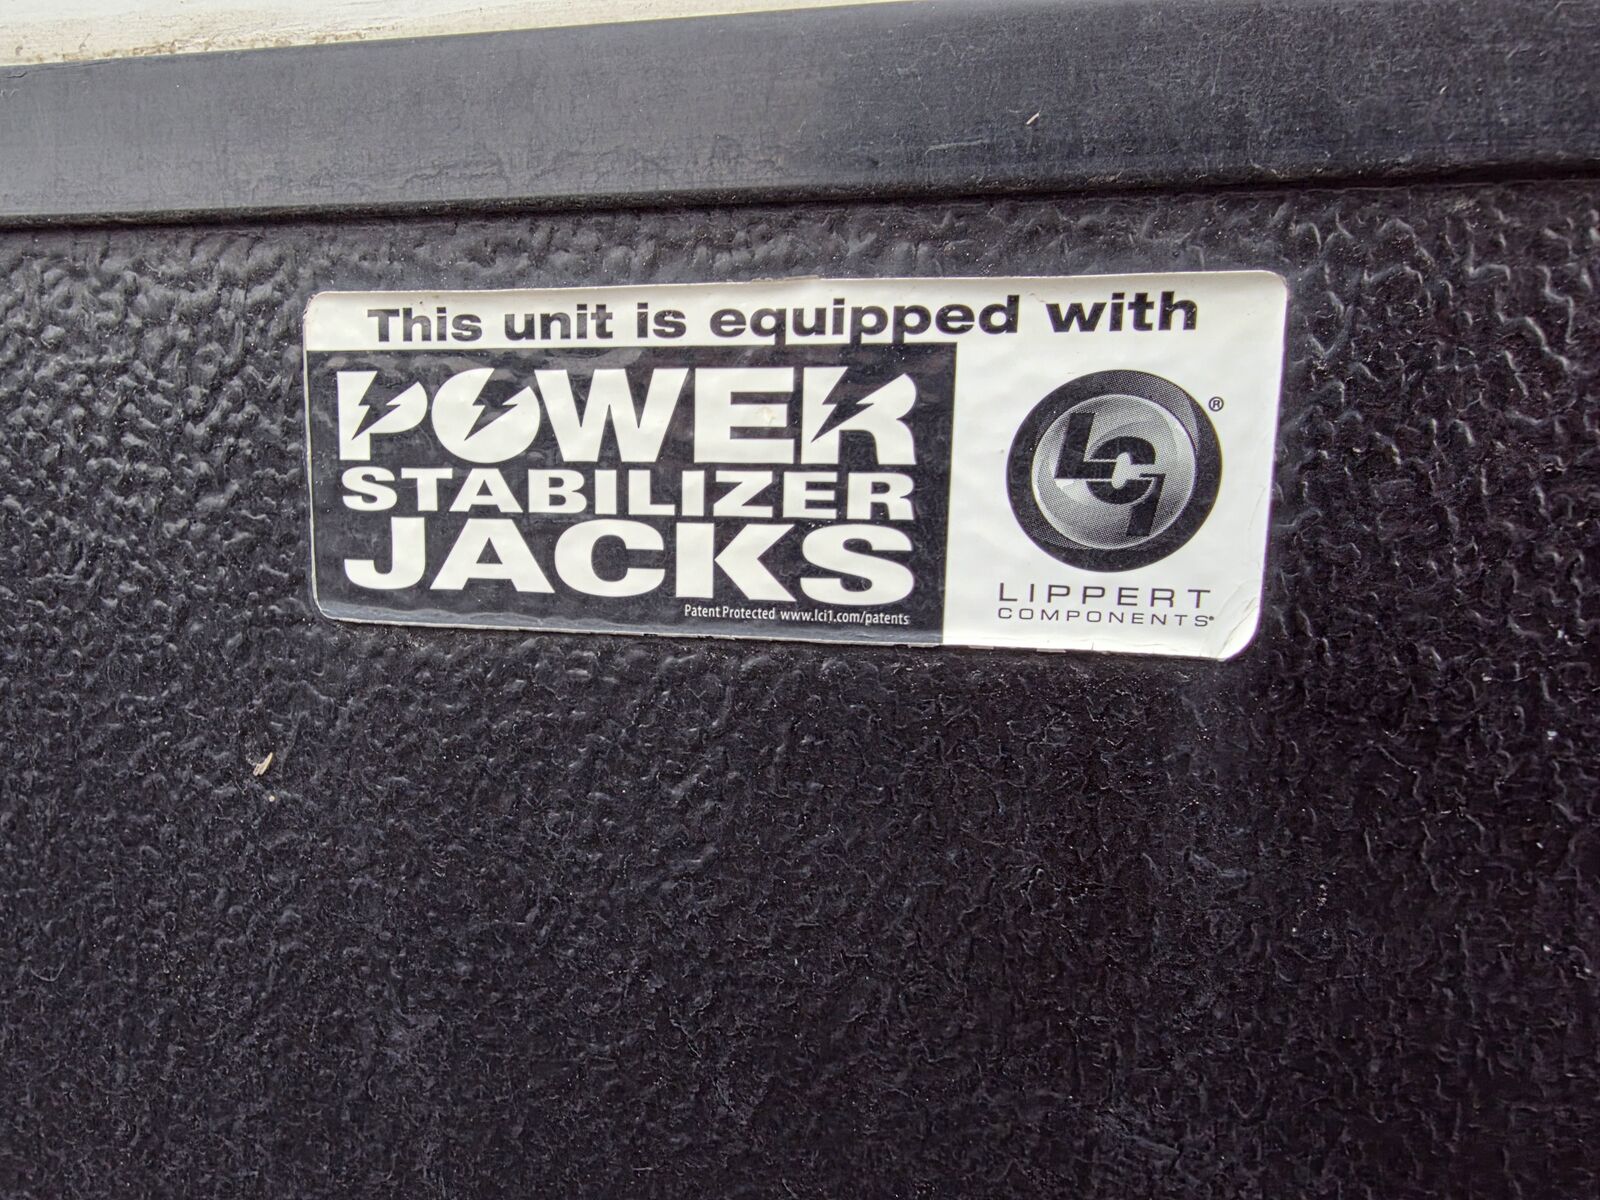 This unit is equipped with
POWER
STABILIZER
JACKS
Patent Protected www.lci1.com/patents
LCI ®
LIPPERT
COMPONENTS®